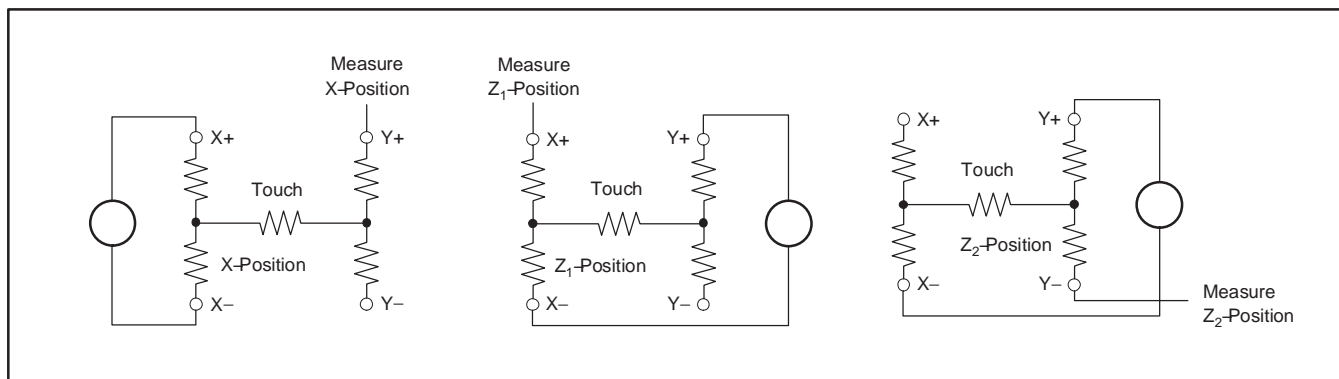 Measure
X–Position
X+
Y+
Touch
X–Position
X–
Y–
Measure
Z1–Position
X+
Y+
Touch
Z1–Position
X–
Y–
X+
Y+
Touch
Z2–Position
X–
Y–
Measure
Z2–Position